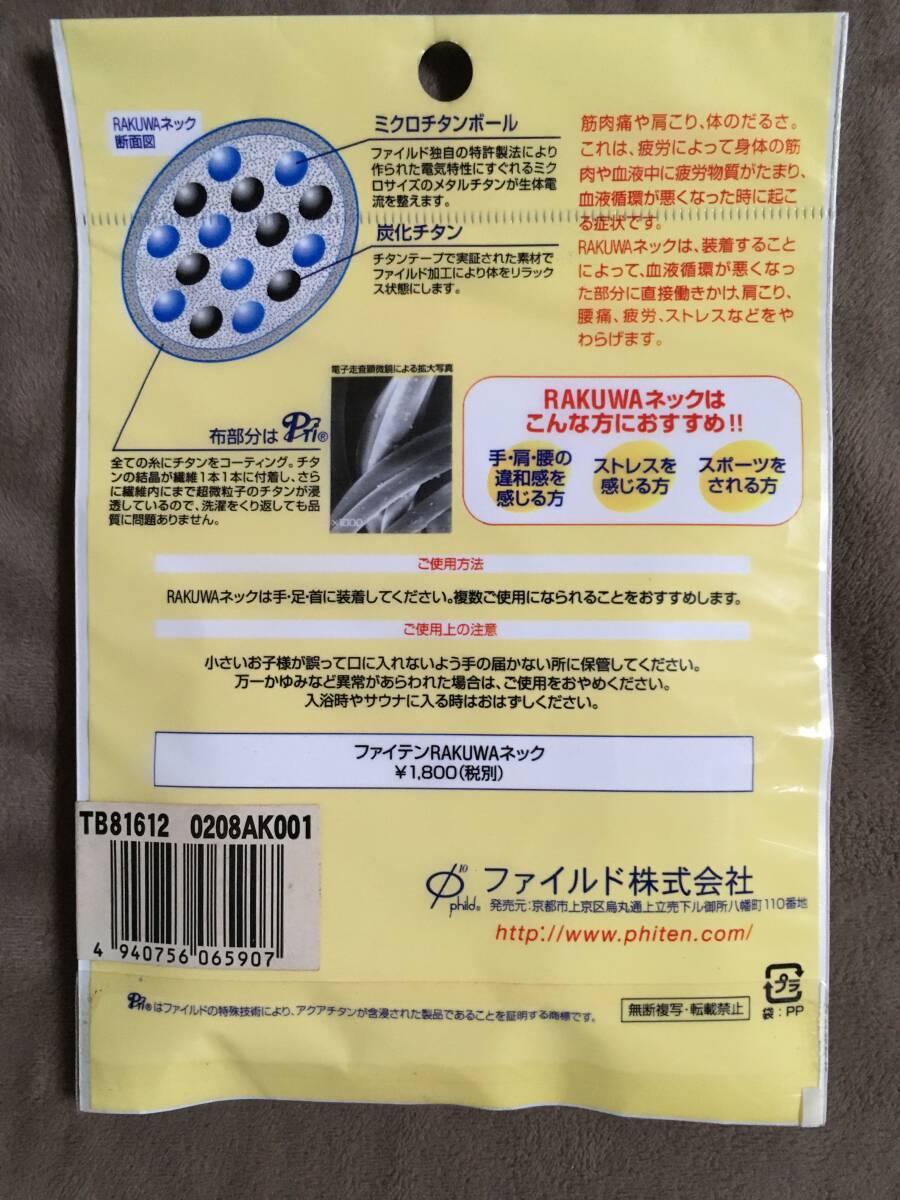 RAKUWAネック
断面図
ミクロチタンボール
ファイルド独自の特許製法により
作られた電気特性にすぐれるミク
ロサイズのメタルチタンが生体電
流を整えます。
炭化チタン
チタンテープで実証された素材で
ファイルド加工により体をリラック
ス状態にします。
筋肉痛や肩こり、体のだるさ。
これは、疲労によって身体の筋
肉や血液中に疲労物質がたまり、
血液循環が悪くなった時に起こ
る症状です。
RAKUWAネックは、装着すること
によって、血液循環が悪くなっ
た部分に直接働きかけ、肩こり、
腰痛、疲労、ストレスなどをや
わらげます。
電子走査顕微鏡による拡大写真
×1000
布部分は PTi®
全ての糸にチタンをコーティング。チタ
ンの結晶が繊維1本1本に付着し、さら
に繊維内にまで超微粒子のチタンが浸
透しているので、洗濯をくり返しても品
質に問題ありません。
RAKUWAネックは
こんな方におすすめ!!
手・肩・腰の
違和感を
感じる方
ストレスを
感じる方
スポーツを
される方
ご使用方法
RAKUWAネックは手・足・首に装着してください。複数ご使用になられることをおすすめします。
ご使用上の注意
小さいお子様が誤って口に入れないよう手の届かない所に保管してください。
万一かゆみなど異常があらわれた場合は、ご使用をおやめください。
入浴時やサウナに入る時はおはずしください。
ファイテンRAKUWAネック
¥1,800(税別)
TB81612 0208AK001
4 940756 065907
10
phild®
ファイルド株式会社
発売元:京都市上京区烏丸通上立売下ル御所八幡町110番地
http://www.phiten.com/
PTi®はファイルドの特殊技術により、アクアチタンが含浸された製品であることを証明する商標です。
無断複写・転載禁止
プラ
袋:PP